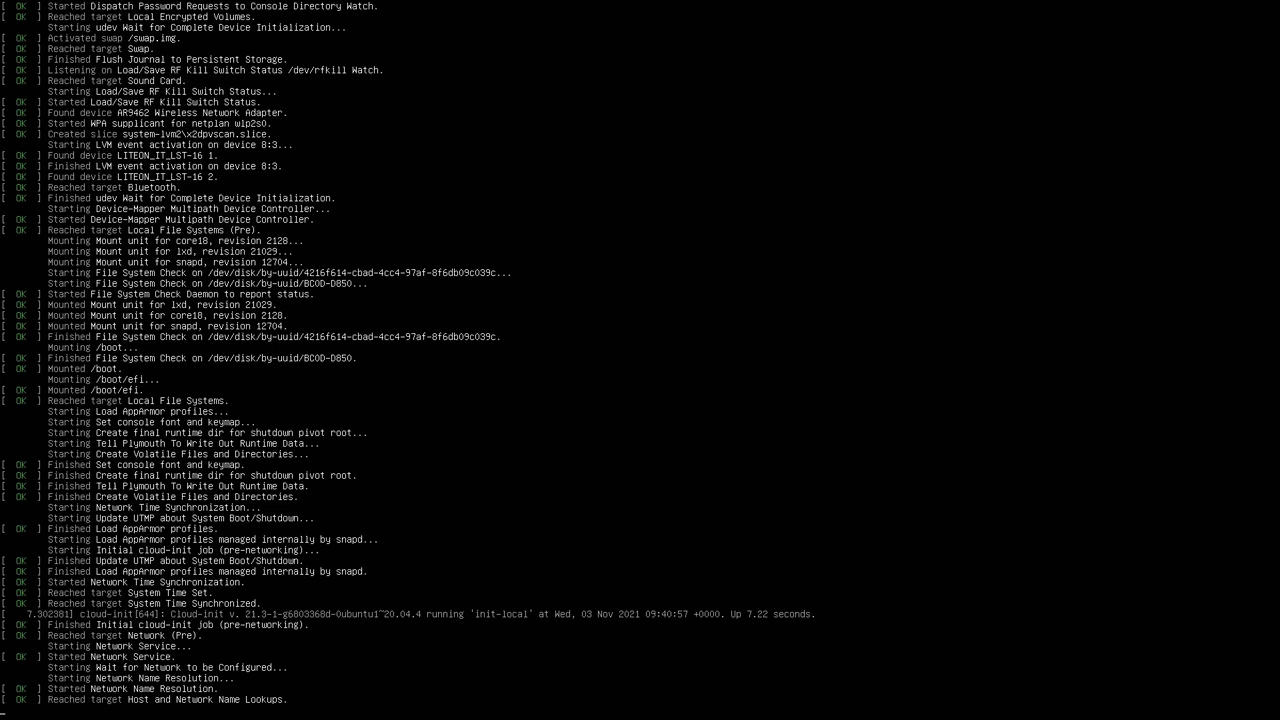 [  OK  ] Started Dispatch Password Requests to Console Directory Watch.
[  OK  ] Reached target Local Encrypted Volumes.
         Starting udev Wait for Complete Device Initialization...
[  OK  ] Activated swap /swap.img.
[  OK  ] Reached target Swap.
[  OK  ] Finished Flush Journal to Persistent Storage.
[  OK  ] Listening on Load/Save RF Kill Switch Status /dev/rfkill Watch.
[  OK  ] Reached target Sound Card.
         Starting Load/Save RF Kill Switch Status...
[  OK  ] Started Load/Save RF Kill Switch Status.
[  OK  ] Found device AR9462 Wireless Network Adapter.
[  OK  ] Started WPA supplicant for netplan wlp2s0.
[  OK  ] Created slice system-lvm2\x2dpvscan.slice.
         Starting LVM event activation on device 8:3...
[  OK  ] Found device LITEON_IT_LST-16 1.
[  OK  ] Finished LVM event activation on device 8:3.
[  OK  ] Found device LITEON_IT_LST-16 2.
[  OK  ] Reached target Bluetooth.
[  OK  ] Finished udev Wait for Complete Device Initialization.
         Starting Device-Mapper Multipath Device Controller...
[  OK  ] Started Device-Mapper Multipath Device Controller.
[  OK  ] Reached target Local File Systems (Pre).
         Mounting Mount unit for core18, revision 2128...
         Mounting Mount unit for lxd, revision 21029...
         Mounting Mount unit for snapd, revision 12704...
         Starting File System Check on /dev/disk/by-uuid/4216f614-cbad-4cc4-97af-8f6db09c039c...
         Starting File System Check on /dev/disk/by-uuid/BC0D-D850...
[  OK  ] Started File System Check Daemon to report status.
[  OK  ] Mounted Mount unit for lxd, revision 21029.
[  OK  ] Mounted Mount unit for core18, revision 2128.
[  OK  ] Mounted Mount unit for snapd, revision 12704.
[  OK  ] Finished File System Check on /dev/disk/by-uuid/4216f614-cbad-4cc4-97af-8f6db09c039c.
         Mounting /boot...
[  OK  ] Finished File System Check on /dev/disk/by-uuid/BC0D-D850.
[  OK  ] Mounted /boot.
         Mounting /boot/efi...
[  OK  ] Mounted /boot/efi.
[  OK  ] Reached target Local File Systems.
         Starting Load AppArmor profiles...
         Starting Set console font and keymap...
         Starting Create final runtime dir for shutdown pivot root...
         Starting Tell Plymouth To Write Out Runtime Data...
         Starting Create Volatile Files and Directories...
[  OK  ] Finished Set console font and keymap.
[  OK  ] Finished Create final runtime dir for shutdown pivot root.
[  OK  ] Finished Tell Plymouth To Write Out Runtime Data.
[  OK  ] Finished Create Volatile Files and Directories.
         Starting Network Time Synchronization...
         Starting Update UTMP about System Boot/Shutdown...
[  OK  ] Finished Load AppArmor profiles.
         Starting Load AppArmor profiles managed internally by snapd...
         Starting Initial cloud-init job (pre-networking)...
[  OK  ] Finished Update UTMP about System Boot/Shutdown.
[  OK  ] Finished Load AppArmor profiles managed internally by snapd.
[  OK  ] Started Network Time Synchronization.
[  OK  ] Reached target System Time Set.
[  OK  ] Reached target System Time Synchronized.
[    7.302381] cloud-init[644]: Cloud-init v. 21.3-1-g6803368d-0ubuntu1~20.04.4 running 'init-local' at Wed, 03 Nov 2021 09:40:57 +0000. Up 7.22 seconds.
[  OK  ] Finished Initial cloud-init job (pre-networking).
[  OK  ] Reached target Network (Pre).
         Starting Network Service...
[  OK  ] Started Network Service.
         Starting Wait for Network to be Configured...
         Starting Network Name Resolution...
[  OK  ] Started Network Name Resolution.
[  OK  ] Reached target Host and Network Name Lookups.